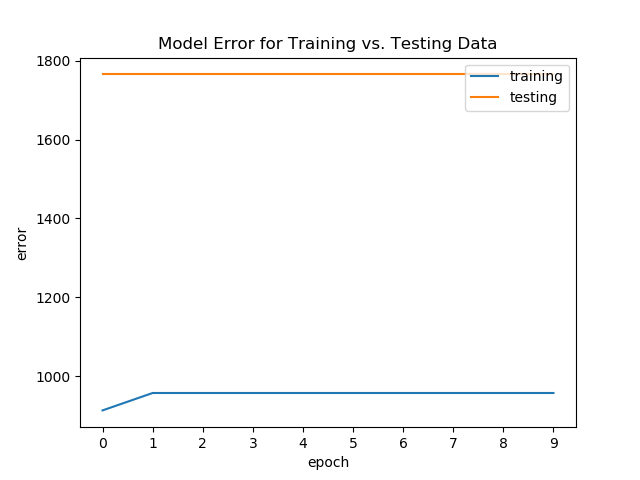 Model Error for Training vs. Testing Data
1800
1600
1400
1200
1000
error
training
testing
0 1 2 3 4 5 6 7 8 9
epoch